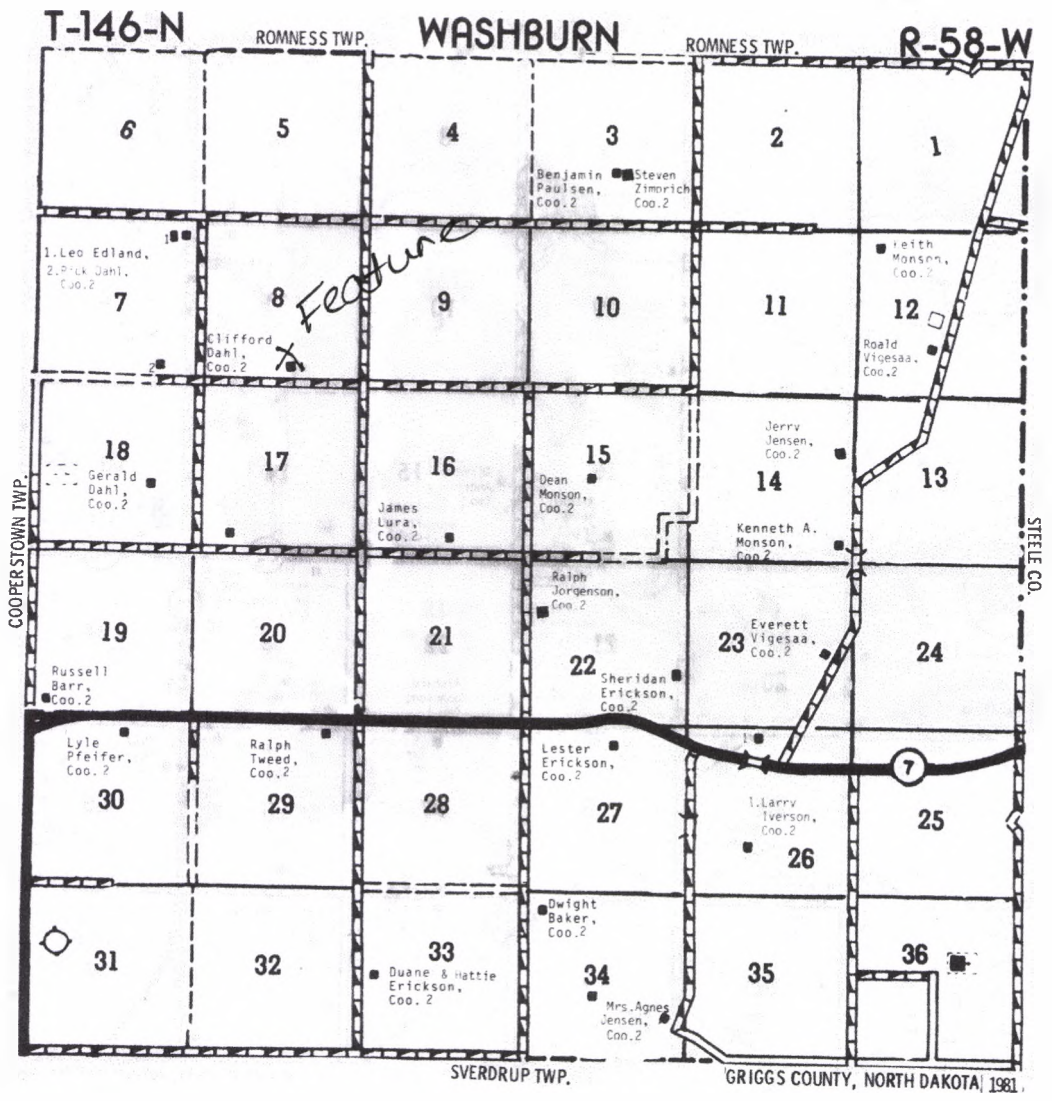 T-146-N
ROMNESS TWP.
WASHBURN
ROMNESS TWP.
R-58-W
6
5
4
3
2
1
Benjamin
Paulsen,
Coo.2
Steven
Zimprich
Coo.2
1
1.Leo Edland,
2.Rick Dahl,
Coo.2
7
2
8
Feature
Clifford
Dahl,
Coo.2
X
9
10
11
Keith
Monson,
Coo.2
12
Roald
Vigesaa,
Coo.2
18
Gerald
Dahl,
Coo.2
17
16
James
Lura,
Coo.2
15
Dean
Monson,
Coo.2
Jerry
Jensen,
Coo.2
14
Kenneth A.
Monson,
Coo.2
13
COOPERSTOWN TWP.
STEELE CO.
19
Russell
Barr,
Coo.2
20
21
Ralph
Jorgenson,
Coo.2
22
Sheridan
Erickson,
Coo.2
23
Everett
Vigesaa,
Coo.2
24
Lyle
Pfeifer,
Coo.2
30
Ralph
Tweed,
Coo.2
29
28
Lester
Erickson,
Coo.2
27
1
1.Larry
Iverson,
Coo.2
26
7
25
31
32
33
Duane & Hattie
Erickson,
Coo. 2
Dwight
Baker,
Coo.2
34
Mrs.Agnes
Jensen,
Coo.2
35
36
SVERDRUP TWP.
GRIGGS COUNTY, NORTH DAKOTA 1981